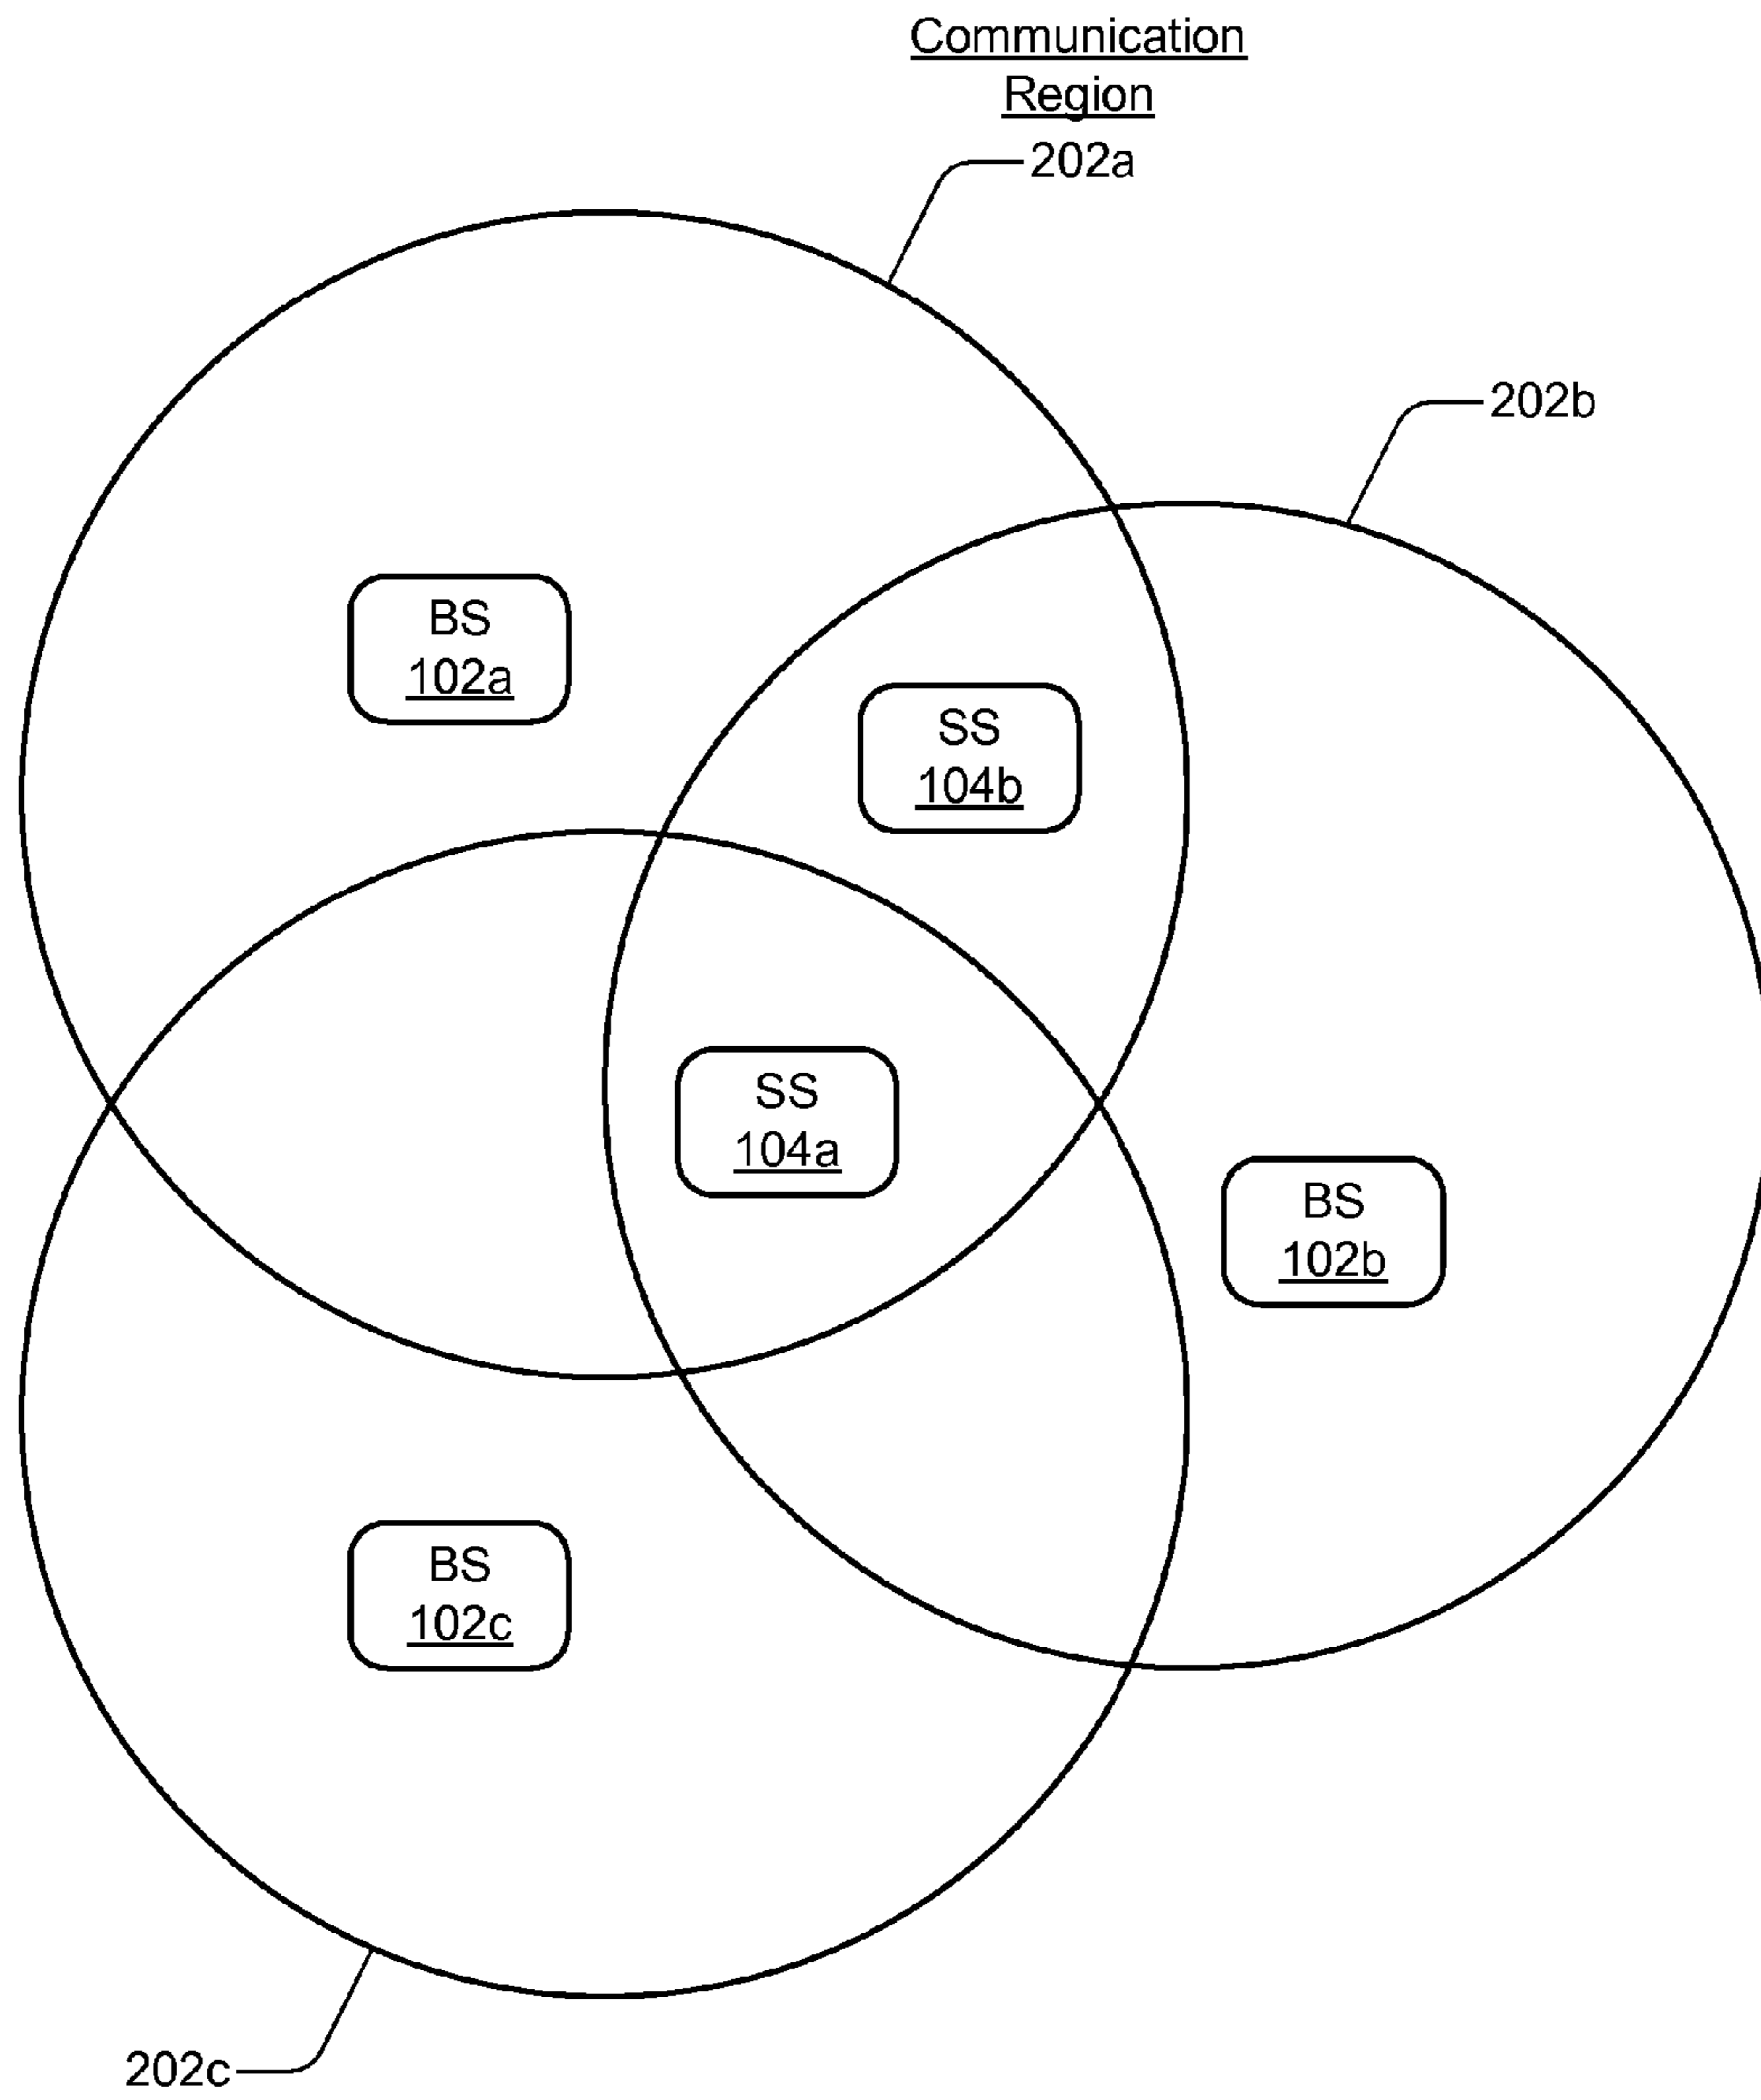 Communication
Region
202a
202b
BS
102a
SS
104b
SS
104a
BS
102b
BS
102c
202c